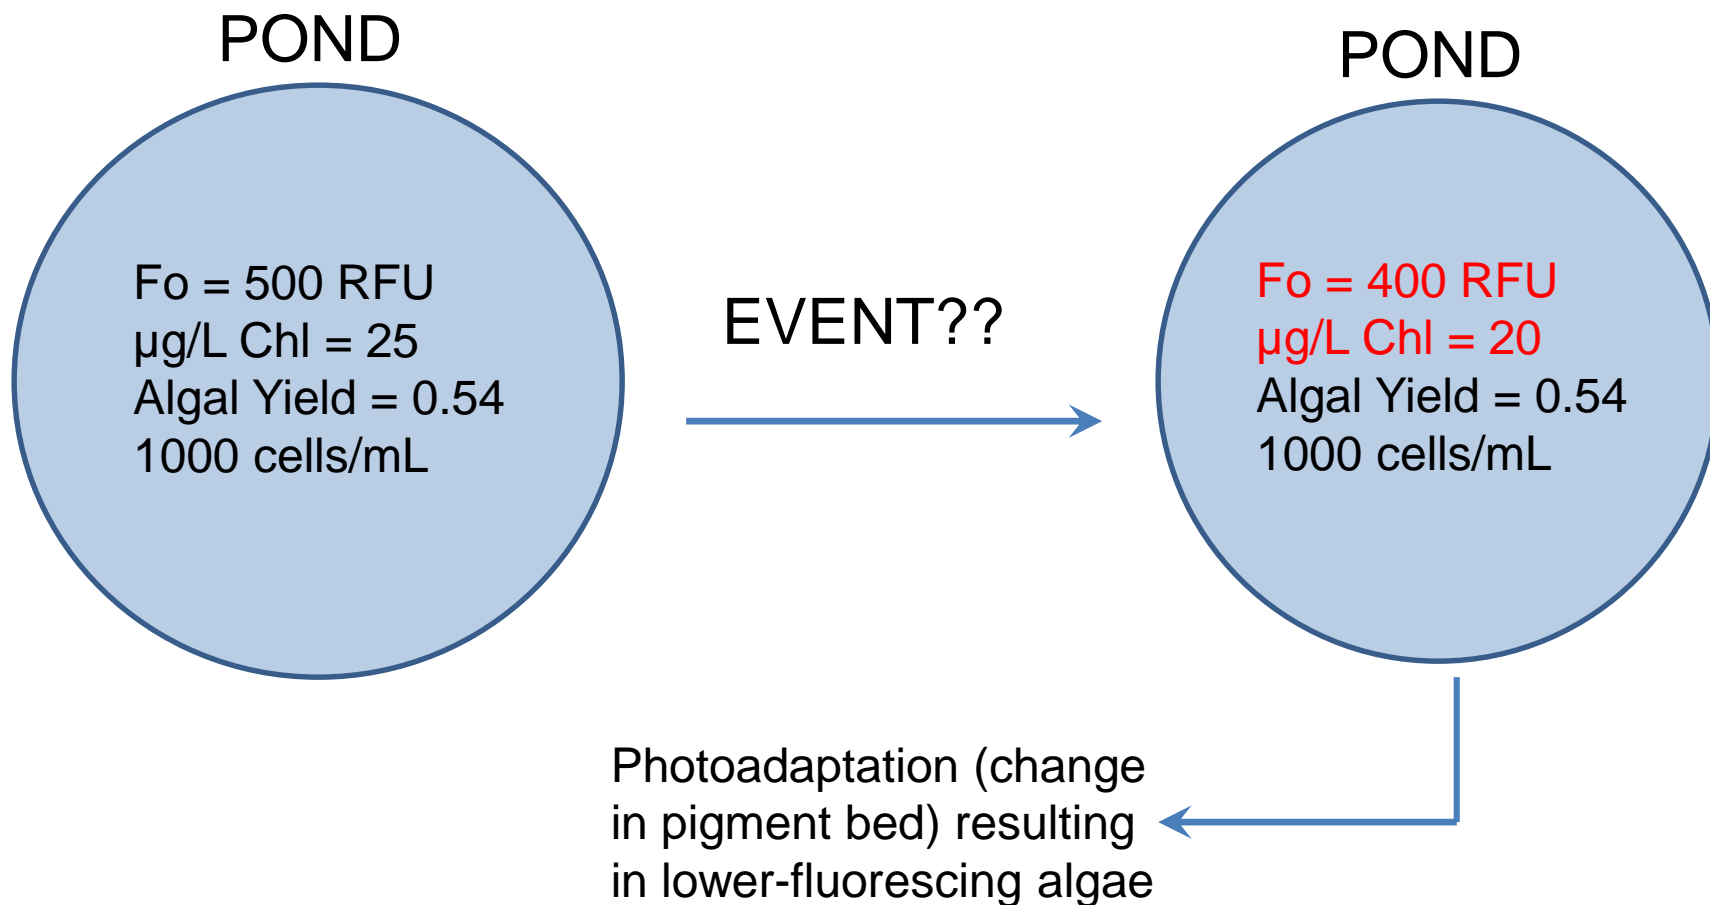 POND
Fo = 500 RFU
µg/L Chl = 25
Algal Yield = 0.54
1000 cells/mL
EVENT??
POND
Fo = 400 RFU
µg/L Chl = 20
Algal Yield = 0.54
1000 cells/mL
Photoadaptation (change
in pigment bed) resulting
in lower-fluorescing algae